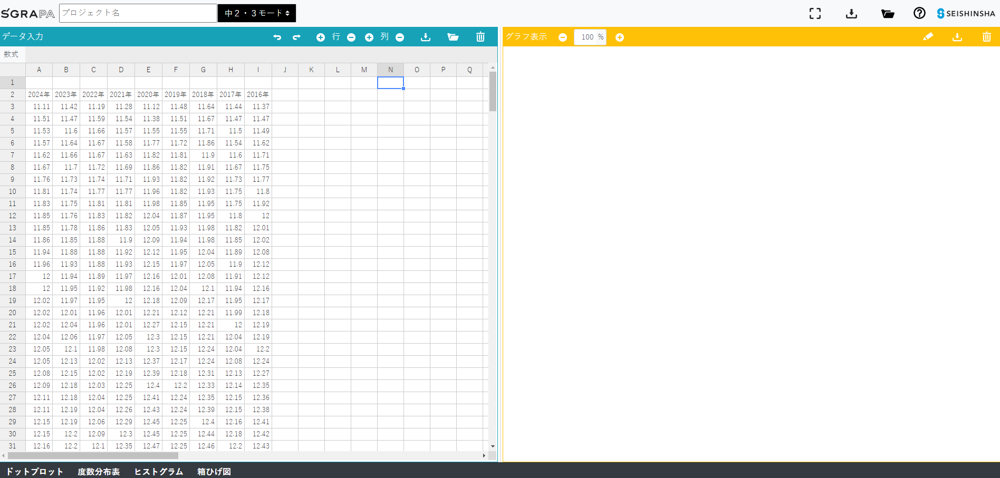 S'GRAPA プロジェクト名 中２・３モード SEISHINSHA
データ入力 行 列 グラフ表示 100 %
数式
A B C D E F G H I J K L M N O P Q
1
2 2024年 2023年 2022年 2021年 2020年 2019年 2018年 2017年 2016年
3 11.11 11.42 11.19 11.28 11.12 11.48 11.64 11.44 11.37
4 11.51 11.47 11.59 11.54 11.38 11.51 11.67 11.47 11.47
5 11.53 11.6 11.66 11.57 11.55 11.55 11.71 11.5 11.49
6 11.57 11.64 11.67 11.58 11.77 11.72 11.86 11.54 11.62
7 11.62 11.66 11.67 11.63 11.82 11.81 11.9 11.6 11.71
8 11.67 11.7 11.72 11.69 11.86 11.82 11.91 11.67 11.75
9 11.76 11.73 11.74 11.71 11.93 11.82 11.92 11.73 11.77
10 11.81 11.74 11.77 11.77 11.96 11.82 11.93 11.75 11.8
11 11.83 11.75 11.81 11.81 11.98 11.85 11.95 11.75 11.92
12 11.85 11.76 11.83 11.82 12.04 11.87 11.95 11.8 12
13 11.85 11.78 11.86 11.83 12.05 11.93 11.98 11.82 12.01
14 11.86 11.85 11.88 11.9 12.09 11.94 11.98 11.85 12.02
15 11.94 11.88 11.88 11.92 12.12 11.95 12.04 11.89 12.08
16 11.96 11.93 11.88 11.93 12.15 11.97 12.05 11.9 12.12
17 12 11.94 11.89 11.97 12.16 12.01 12.08 11.91 12.12
18 12 11.95 11.92 11.98 12.16 12.04 12.1 11.94 12.16
19 12.02 11.97 11.95 12 12.18 12.09 12.17 11.95 12.17
20 12.02 12.01 11.96 12.01 12.21 12.12 12.21 11.99 12.18
21 12.02 12.04 11.96 12.01 12.27 12.15 12.21 12 12.19
22 12.04 12.06 11.97 12.05 12.3 12.15 12.21 12.04 12.19
23 12.05 12.1 11.98 12.08 12.3 12.15 12.24 12.04 12.2
24 12.05 12.13 12.02 12.13 12.37 12.17 12.24 12.08 12.24
25 12.08 12.15 12.02 12.19 12.39 12.18 12.31 12.13 12.27
26 12.09 12.18 12.03 12.25 12.4 12.2 12.33 12.14 12.35
27 12.11 12.18 12.04 12.25 12.41 12.24 12.35 12.15 12.36
28 12.11 12.19 12.04 12.26 12.43 12.24 12.39 12.15 12.38
29 12.15 12.19 12.06 12.29 12.45 12.25 12.4 12.16 12.41
30 12.15 12.2 12.09 12.3 12.45 12.25 12.44 12.18 12.42
31 12.16 12.2 12.1 12.35 12.47 12.25 12.46 12.2 12.43
ドットプロット 度数分布表 ヒストグラム 箱ひげ図